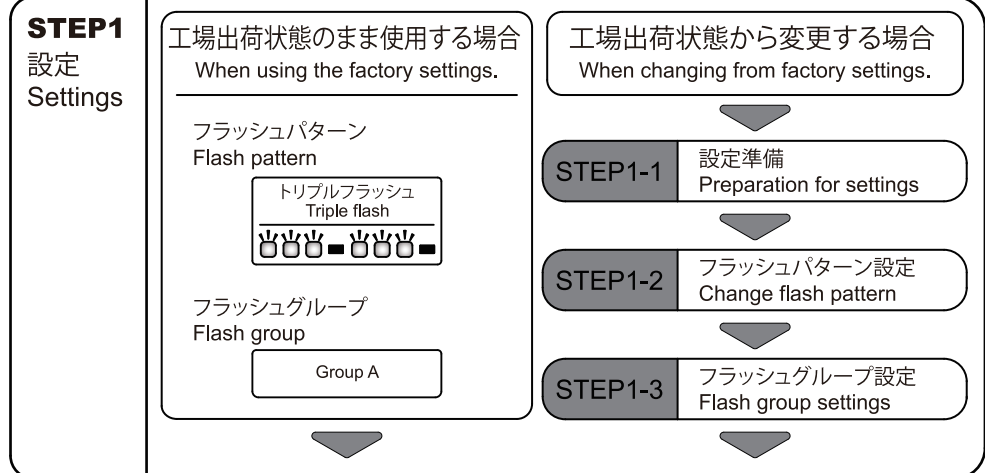 STEP1
設定
Settings
工場出荷状態のまま使用する場合
When using the factory settings.
フラッシュパターン
Flash pattern
トリプルフラッシュ
Triple flash
フラッシュグループ
Flash group
Group A
工場出荷状態から変更する場合
When changing from factory settings.
STEP1-1
設定準備
Preparation for settings
STEP1-2
フラッシュパターン設定
Change flash pattern
STEP1-3
フラッシュグループ設定
Flash group settings